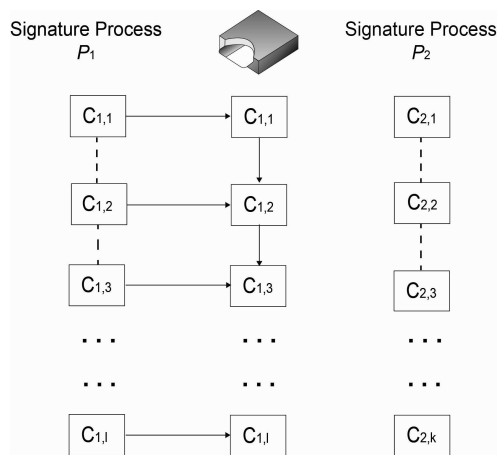 Signature Process Signature Process
P1 P2
C1,1 C1,1 C2,1
C1,2 C1,2 C2,2
C1,3 C1,3 C2,3
... ... ...
... ... ...
C1,l C1,l C2,k